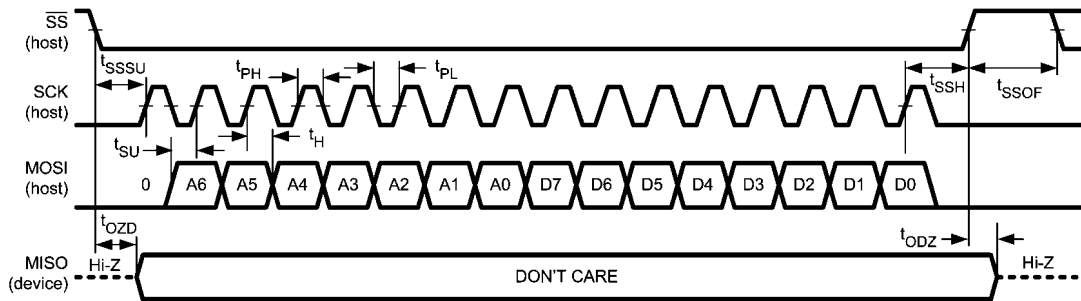 SS
(host)
tSSSU
tPH
tPL
tSSH
tSSOF
SCK
(host)
tSU
tH
MOSI
(host)
0 A6 A5 A4 A3 A2 A1 A0 D7 D6 D5 D4 D3 D2 D1 D0
tOZD
tODZ
MISO
(device)
Hi-Z
DON'T CARE
Hi-Z